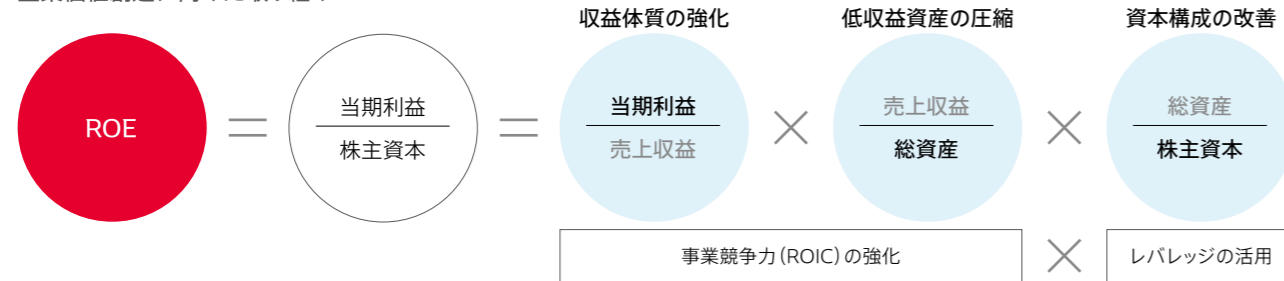 収益体質の強化
低収益資産の圧縮
資本構成の改善
ROE
=
当期利益
株主資本
=
当期利益
売上収益
×
売上収益
総資産
×
総資産
株主資本
事業競争力(ROIC)の強化
×
レバレッジの活用